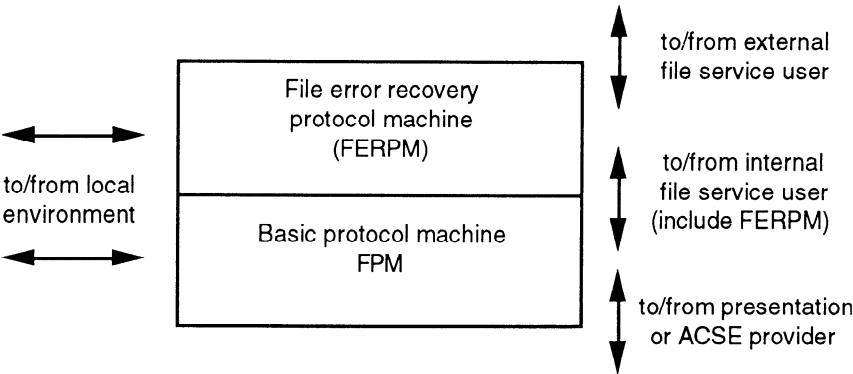 to/from external
file service user
File error recovery
protocol machine
(FERPM)
to/from local
environment
to/from internal
file service user
(include FERPM)
Basic protocol machine
FPM
to/from presentation
or ACSE provider